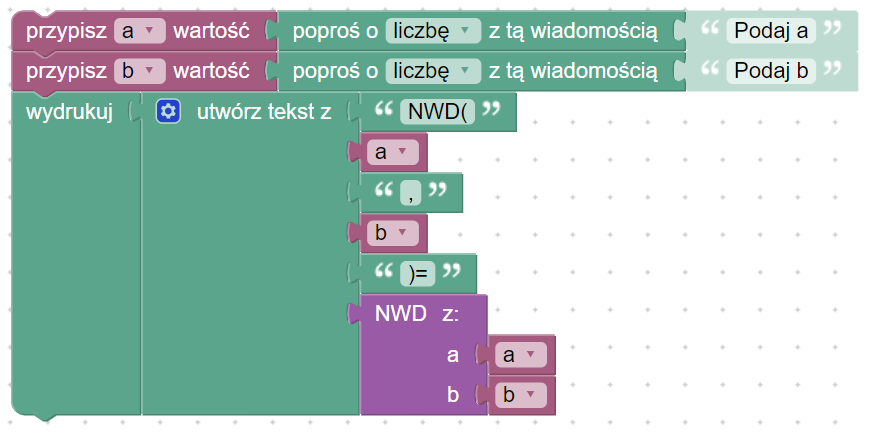 przypisz a wartość poproś o liczbę z tą wiadomością “ Podaj a ”
przypisz b wartość poproś o liczbę z tą wiadomością “ Podaj b ”
wydrukuj utwórz tekst z “ NWD( ”
a
“ , ”
b
“ )= ”
NWD z:
a a
b b